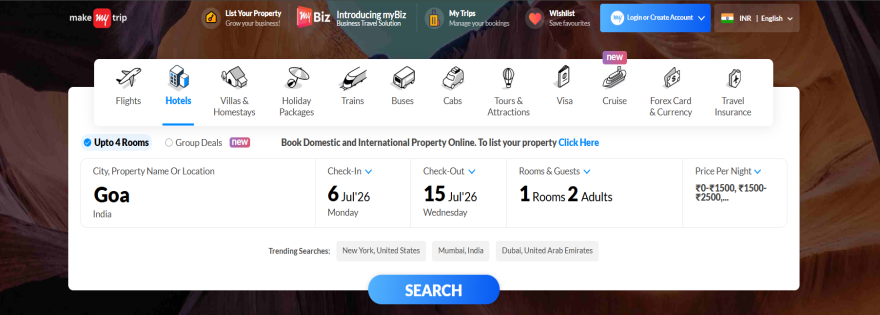 make my trip
List Your Property
Grow your business!
my Biz
Introducing myBiz
Business Travel Solution
My Trips
Manage your bookings
Wishlist
Save favourites
my Login or Create Account
INR | English
new
Flights
Hotels
Villas &
Homestays
Holiday
Packages
Trains
Buses
Cabs
Tours &
Attractions
Visa
Cruise
Forex Card
& Currency
Travel
Insurance
Upto 4 Rooms
Group Deals
new
Book Domestic and International Property Online. To list your property Click Here
City, Property Name Or Location
Goa
India
Check-In
6 Jul'26
Monday
Check-Out
15 Jul'26
Wednesday
Rooms & Guests
1 Rooms 2 Adults
Price Per Night
₹0-₹1500, ₹1500-
₹2500,...
Trending Searches:
New York, United States
Mumbai, India
Dubai, United Arab Emirates
SEARCH